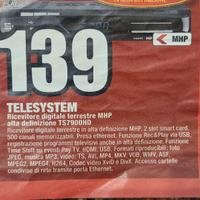 MHP
139
TELESYSTEM
Ricevitore digitale terrestre MHP
alta definizione TS7900HD
Ricevitore digitale terrestre in alta definizione MHP, 2 slot smart card,
500 canali memorizzabili. Presa ethernet. Funzione Rec&Play via USB,
registrazione programmi televisivi anche in alta definizione. Funzione
Time Shift su eventi Pay TV. HDMI. USB. Formati riproducibili, foto
JPEG, musica MP3, video: TS, AVI, MP4, MKV, VOB, WMV, ASF,
MPEG2, MPEG4, H264, Codec video XviD e DivX. Accesso cartelle
condivisio di rete tramite porta Ethernet.